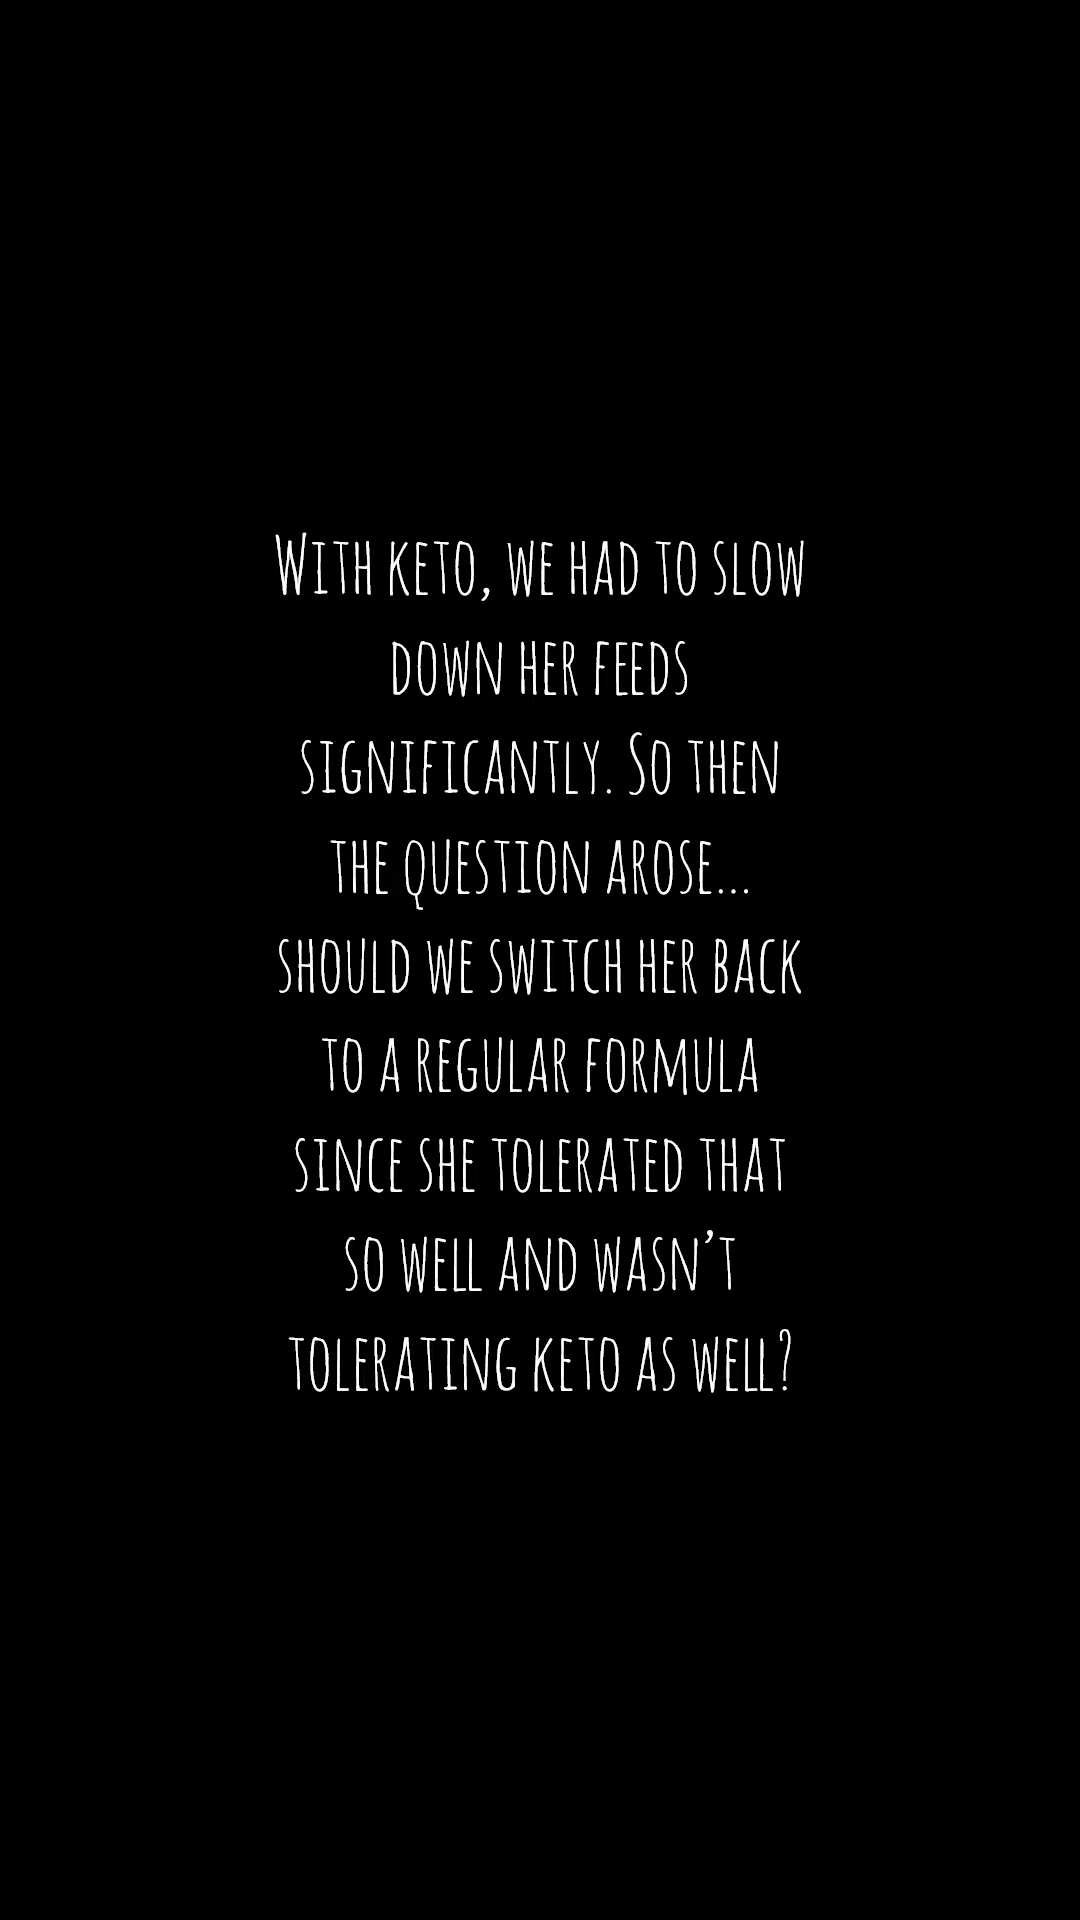 With keto, we had to slow
down her feeds
significantly. So then
the question arose...
should we switch her back
to a regular formula
since she tolerated that
so well and wasn’t
tolerating keto as well?